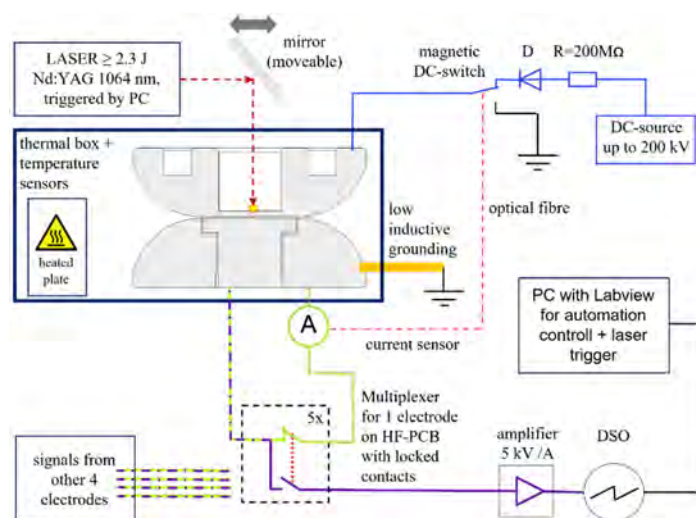 LASER ≥ 2.3 J
Nd:YAG 1064 nm,
triggered by PC
mirror
(moveable)
magnetic
DC-switch
D
R=200MΩ
DC-source
up to 200 kV
thermal box +
temperature
sensors
heated
plate
low
inductive
grounding
optical fibre
A
current sensor
PC with Labview
for automation
controll + laser
trigger
5x
Multiplexer
for 1 electrode
on HF-PCB
with locked
contacts
signals from
other 4
electrodes
amplifier
5 kV /A
DSO